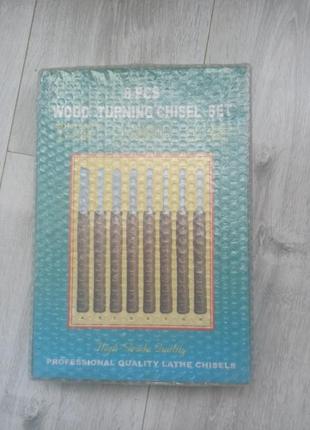 8 PCS
WOOD TURNING CHISEL SET
High Grade Quality
PROFESSIONAL QUALITY LATHE CHISELS